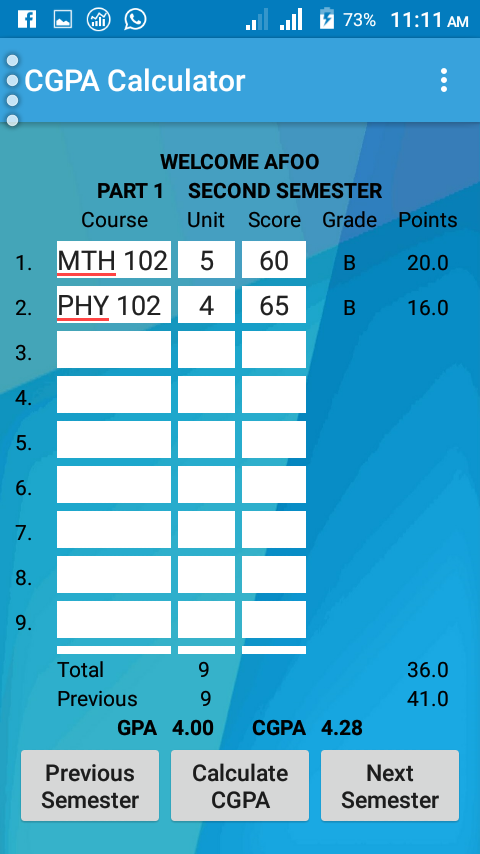 73% 11:11 AM
CGPA Calculator
WELCOME AFOO
PART 1 SECOND SEMESTER
Course Unit Score Grade Points
1. MTH 102 5 60 B 20.0
2. PHY 102 4 65 B 16.0
3.
4.
5.
6.
7.
8.
9.
Total 9 36.0
Previous 9 41.0
GPA 4.00 CGPA 4.28
Previous Semester
Calculate CGPA
Next Semester